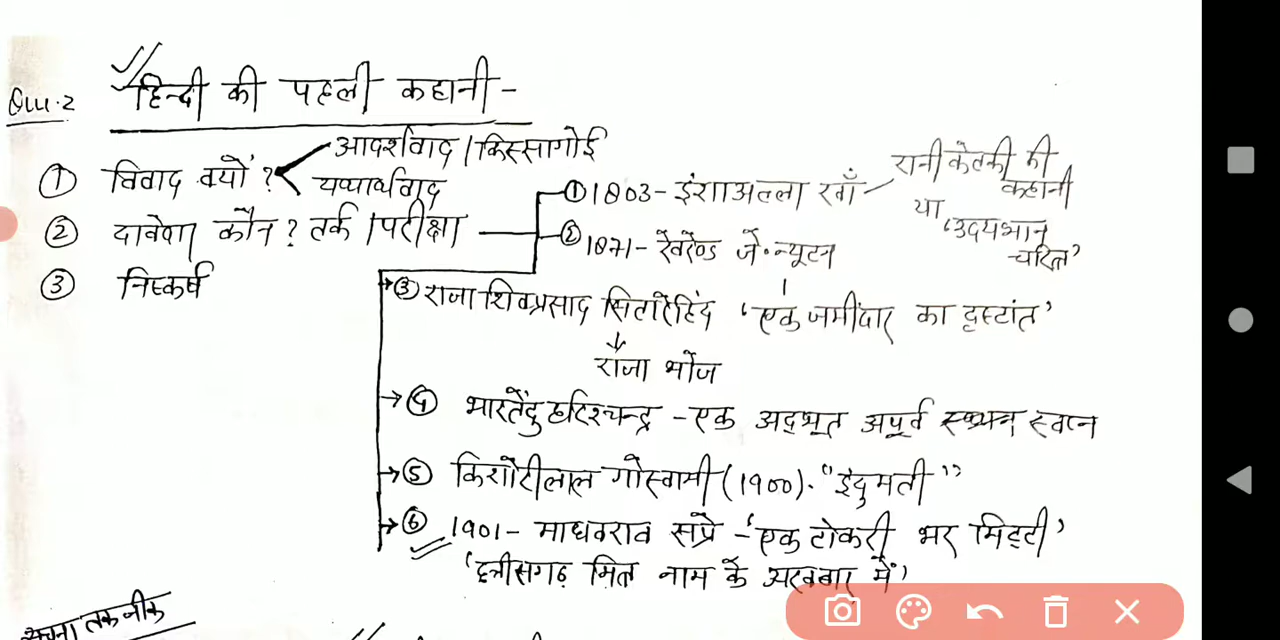 हिन्दी की पहली कहानी -
① विवाद क्यों ? आदर्शवाद / किस्सागोई
यथार्थवाद
② दावेदार कौन ? तर्क / परीक्षा
③ निष्कर्ष
① 1803 - इंशाअल्ला खाँ - रानी केतकी की कहानी
या 'उदयभान चरित'
② 1871 - रेवरेण्ड जे. न्यूटन
'एक जमींदार का दृस्टांत'
③ राजा शिवप्रसाद सितारेहिंद
राजा भोज
④ भारतेंदु हरिश्चन्द्र - एक अद्भूत अपूर्व स्वप्न
⑤ किशोरीलाल गोस्वामी (1900). "इंदुमती"
⑥ 1901 - माधवराव सप्रे - 'एक टोकरी भर मिट्टी'
'छत्तीसगढ़ मित्र नाम के अखबार में'
तकनीक